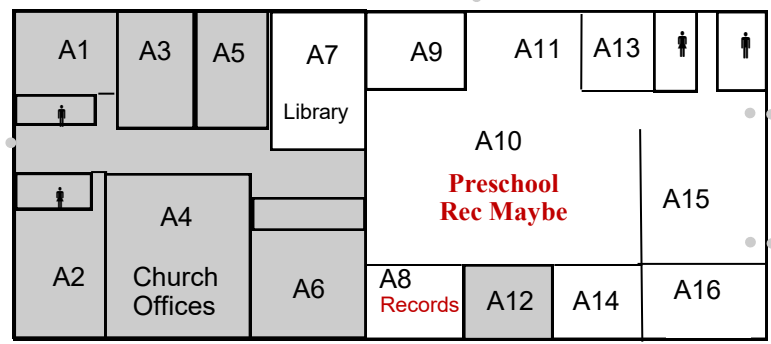 A1
A3
A5
A7
A9
A11
A13
Library
A10
Preschool
Rec Maybe
A15
A4
A2
Church
Offices
A6
A8
Records
A12
A14
A16